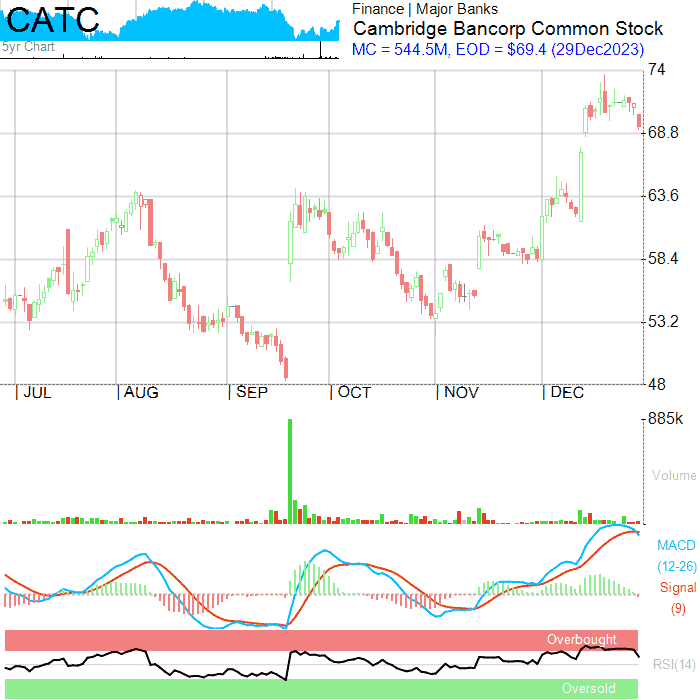 CATC
5yr Chart
Finance | Major Banks
Cambridge Bancorp Common Stock
MC = 544.5M, EOD = $69.4 (29Dec2023)
74
68.8
63.6
58.4
53.2
48
JUL AUG SEP OCT NOV DEC
885k
Volume
MACD
(12-26)
Signal
(9)
Overbought
RSI(14)
Oversold